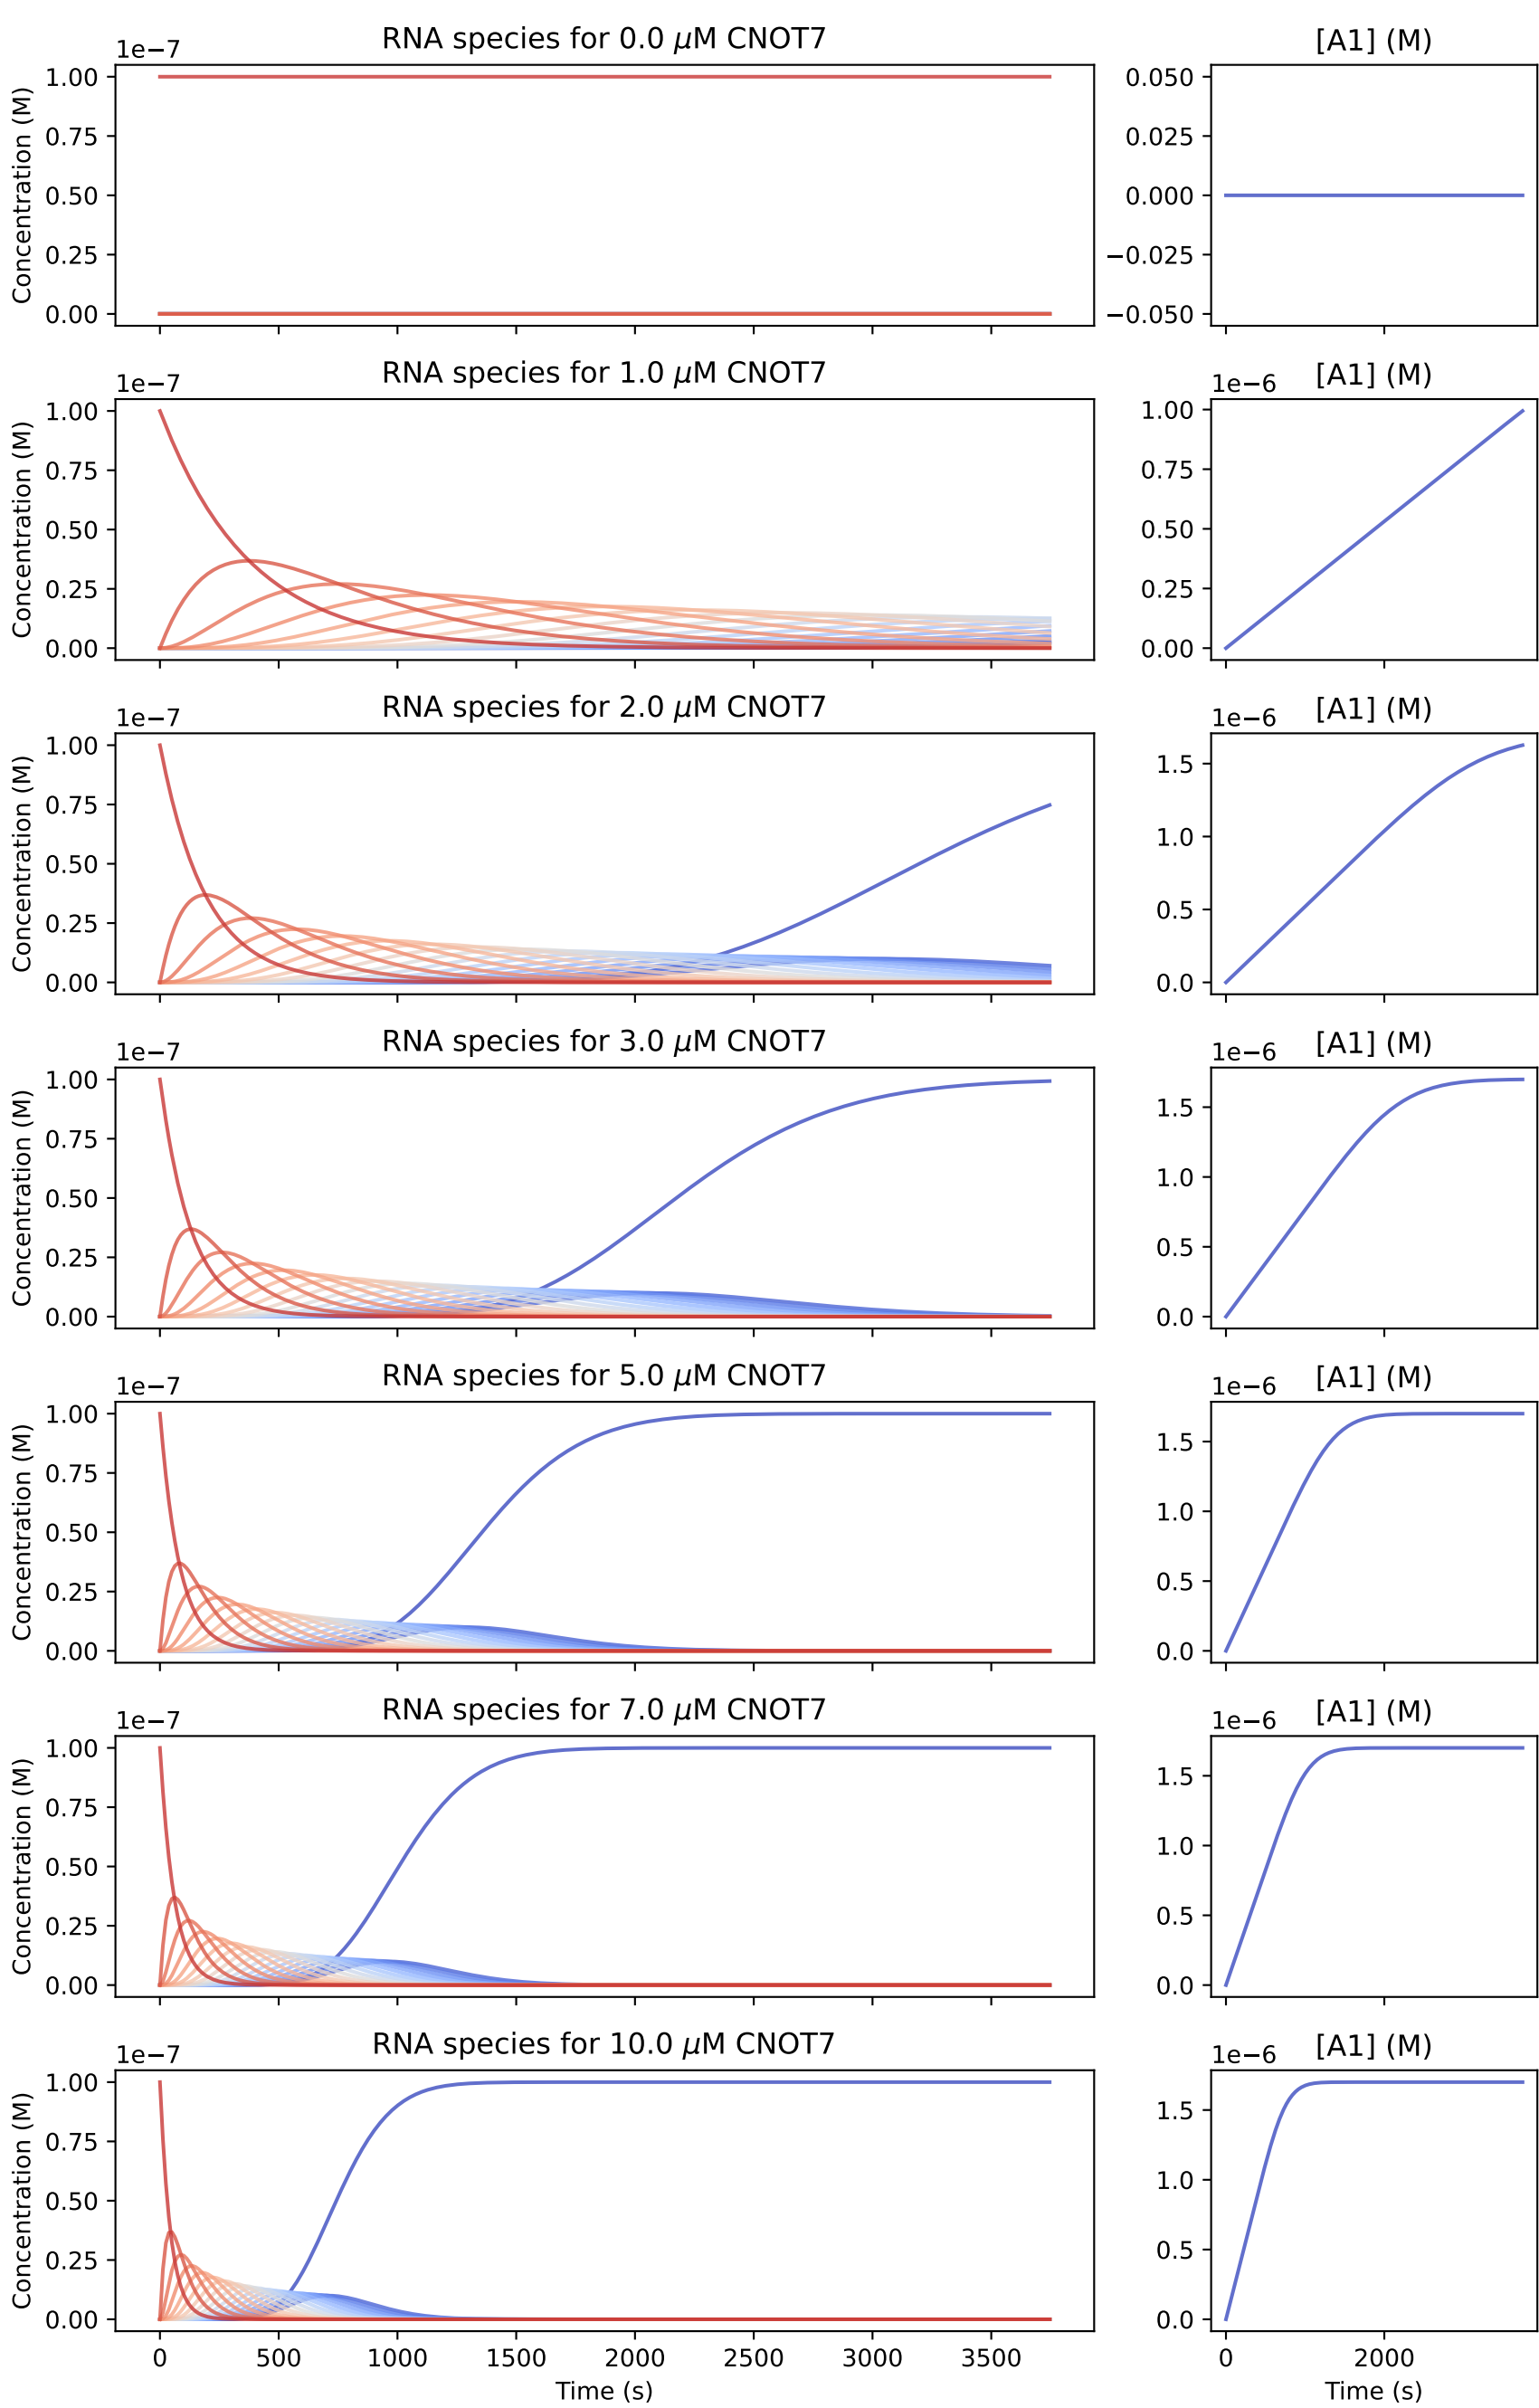 RNA species for 0.0 μM CNOT7
[A1] (M)
1e−7
Concentration (M)
1.00
0.75
0.50
0.25
0.00
0.050
0.025
0.000
−0.025
−0.050
RNA species for 1.0 μM CNOT7
[A1] (M)
1e−7
1e−6
Concentration (M)
1.00
0.75
0.50
0.25
0.00
1.00
0.75
0.50
0.25
0.00
RNA species for 2.0 μM CNOT7
[A1] (M)
1e−7
1e−6
Concentration (M)
1.00
0.75
0.50
0.25
0.00
1.5
1.0
0.5
0.0
RNA species for 3.0 μM CNOT7
[A1] (M)
1e−7
1e−6
Concentration (M)
1.00
0.75
0.50
0.25
0.00
1.5
1.0
0.5
0.0
RNA species for 5.0 μM CNOT7
[A1] (M)
1e−7
1e−6
Concentration (M)
1.00
0.75
0.50
0.25
0.00
1.5
1.0
0.5
0.0
RNA species for 7.0 μM CNOT7
[A1] (M)
1e−7
1e−6
Concentration (M)
1.00
0.75
0.50
0.25
0.00
1.5
1.0
0.5
0.0
RNA species for 10.0 μM CNOT7
[A1] (M)
1e−7
1e−6
Concentration (M)
1.00
0.75
0.50
0.25
0.00
1.5
1.0
0.5
0.0
0 500 1000 1500 2000 2500 3000 3500
0 2000
Time (s)
Time (s)